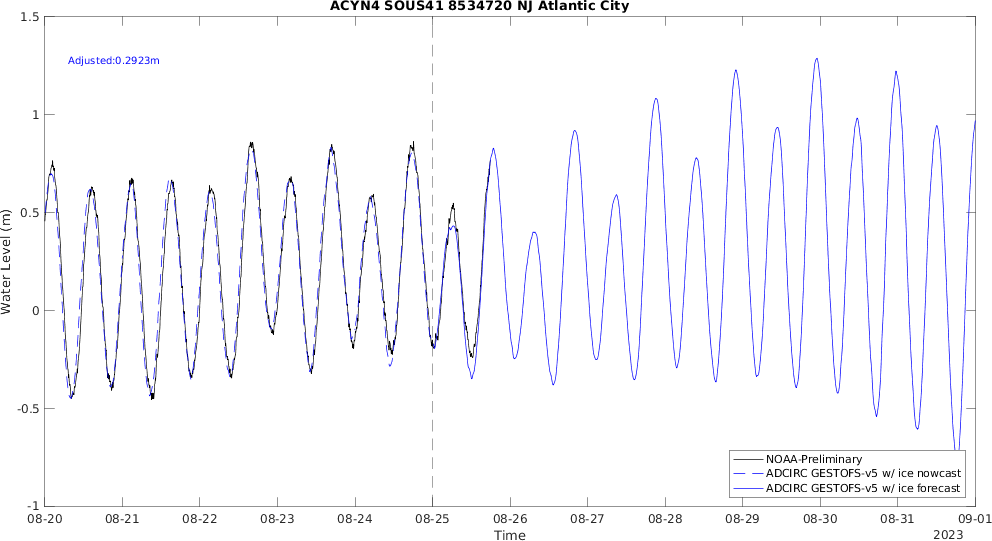 ACYN4 SOUS41 8534720 NJ Atlantic City
Adjusted:0.2923m
Water Level (m)
1.5
1
0.5
0
-0.5
-1
NOAA-Preliminary
ADCIRC GESTOFS-v5 w/ ice nowcast
ADCIRC GESTOFS-v5 w/ ice forecast
08-20 08-21 08-22 08-23 08-24 08-25 08-26 08-27 08-28 08-29 08-30 08-31 09-01
Time
2023